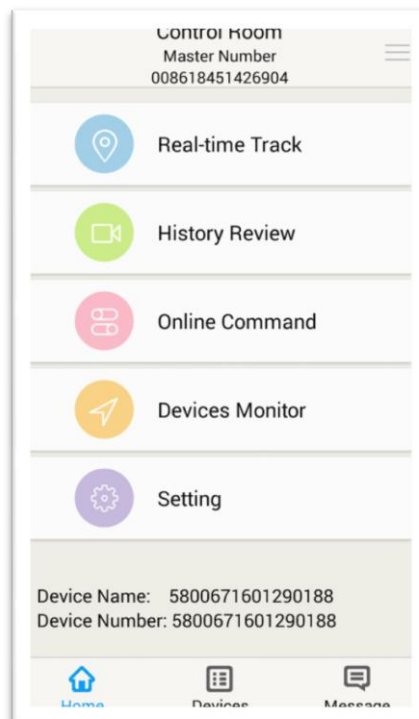 Control Room
Master Number
008618451426904
Real-time Track
History Review
Online Command
Devices Monitor
Setting
Device Name: 5800671601290188
Device Number: 5800671601290188
Home Devices Message